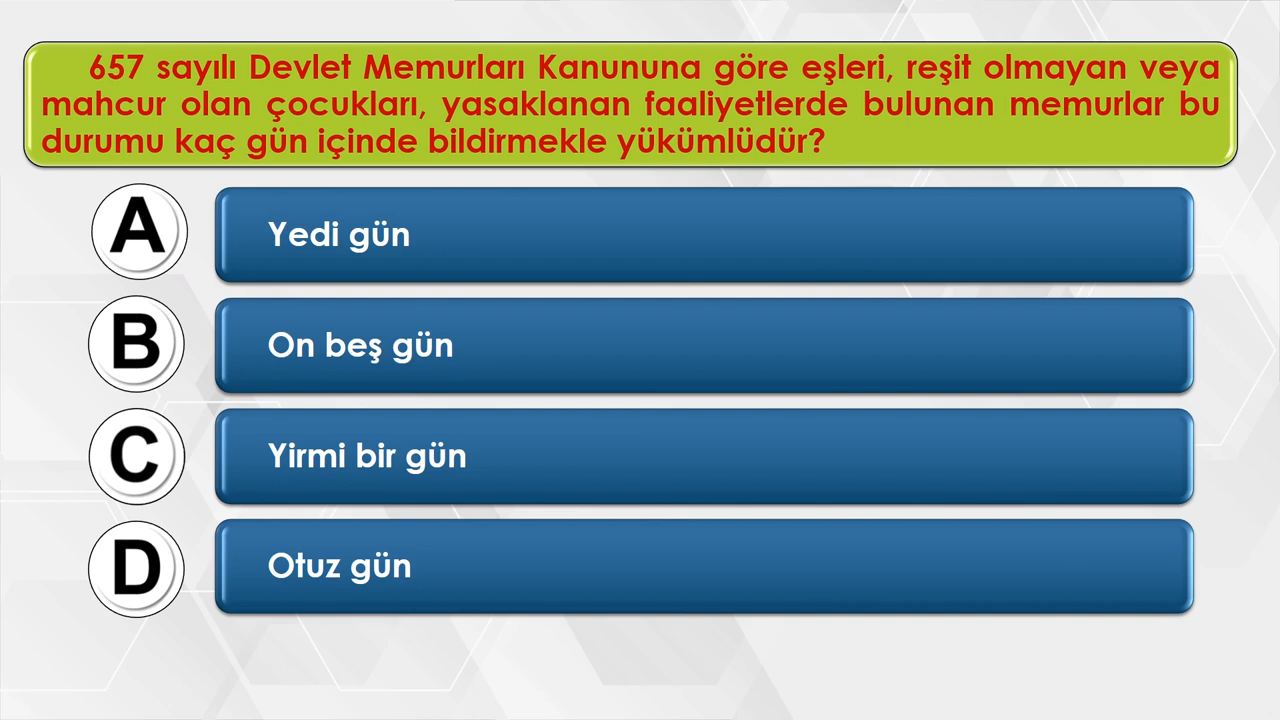 657 sayılı Devlet Memurları Kanununa göre eşleri, reşit olmayan veya
mahcur olan çocukları, yasaklanan faaliyetlerde bulunan memurlar bu
durumu kaç gün içinde bildirmekle yükümlüdür?
A Yedi gün
B On beş gün
C Yirmi bir gün
D Otuz gün